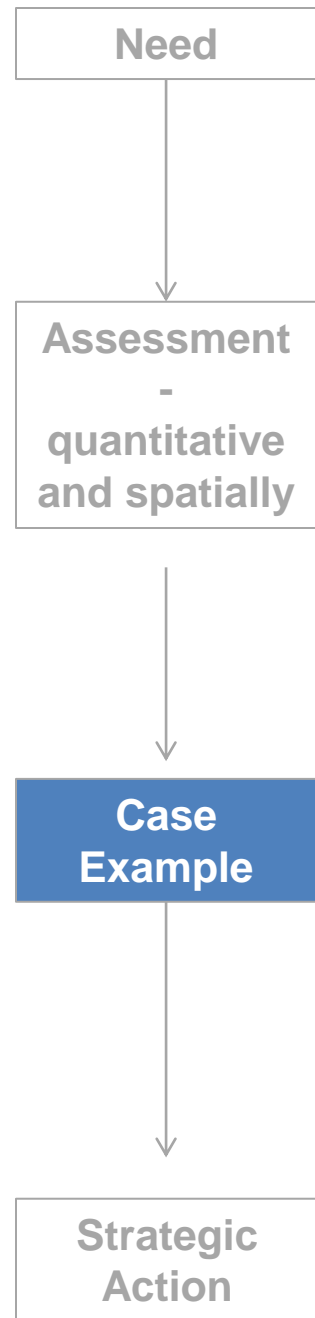 Need
Assessment
-
quantitative
and spatially
Case
Example
Strategic
Action